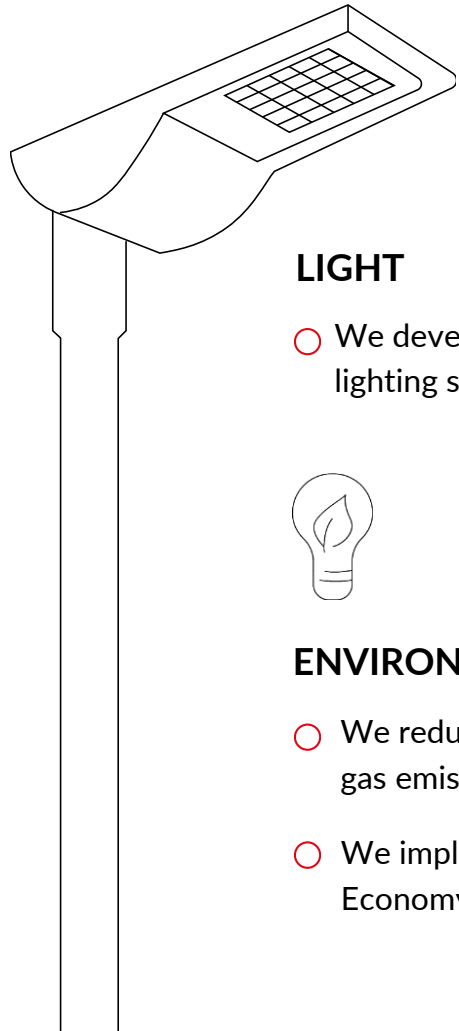 LIGHT
We deve
lighting s
ENVIRON
We redu
gas emis
We impl
Economy